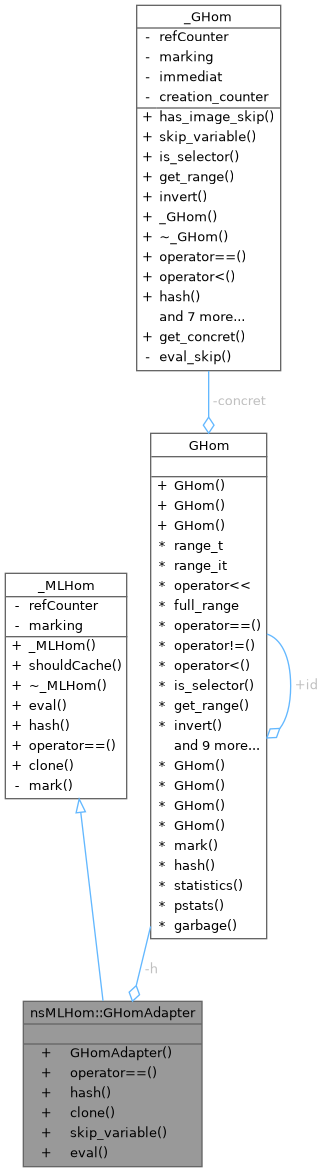 _GHom
- refCounter
- marking
- immediat
- creation_counter
+ has_image_skip()
+ skip_variable()
+ is_selector()
+ get_range()
+ invert()
+ _GHom()
+ ~_GHom()
+ operator==()
+ operator<()
+ hash()
and 7 more...
+ get_concret()
- eval_skip()
-concret
GHom
+ GHom()
+ GHom()
+ GHom()
* range_t
* range_it
* operator<<
* full_range
* operator==()
* operator!=()
* operator<()
* is_selector()
* get_range()
* invert()
and 9 more...
* GHom()
* GHom()
* GHom()
* GHom()
* mark()
* hash()
* statistics()
* pstats()
* garbage()
+id
_MLHom
- refCounter
- marking
+ _MLHom()
+ shouldCache()
+ ~_MLHom()
+ eval()
+ hash()
+ operator==()
+ clone()
- mark()
-h
nsMLHom::GHomAdapter
+ GHomAdapter()
+ operator==()
+ hash()
+ clone()
+ skip_variable()
+ eval()